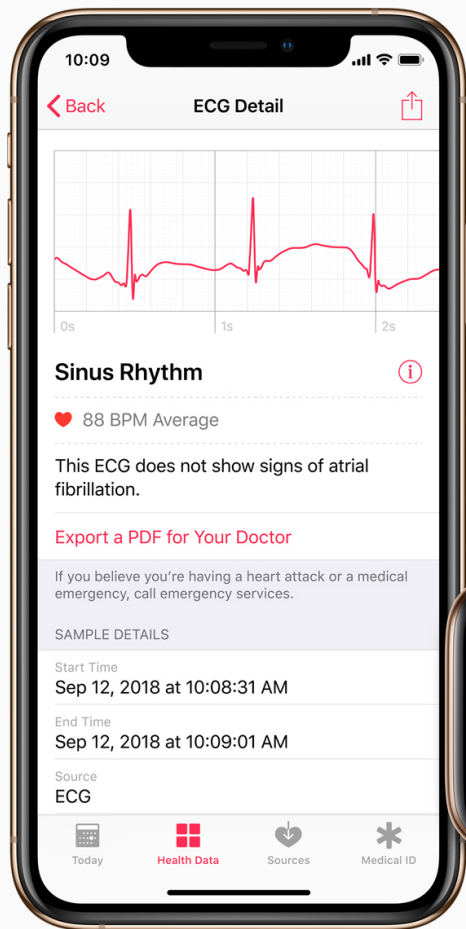 10:09
Back
ECG Detail
0s
1s
2s
Sinus Rhythm
88 BPM Average
This ECG does not show signs of atrial
fibrillation.
Export a PDF for Your Doctor
If you believe you're having a heart attack or a medical
emergency, call emergency services.
SAMPLE DETAILS
Start Time
Sep 12, 2018 at 10:08:31 AM
End Time
Sep 12, 2018 at 10:09:01 AM
Source
ECG
Today
Health Data
Sources
Medical ID